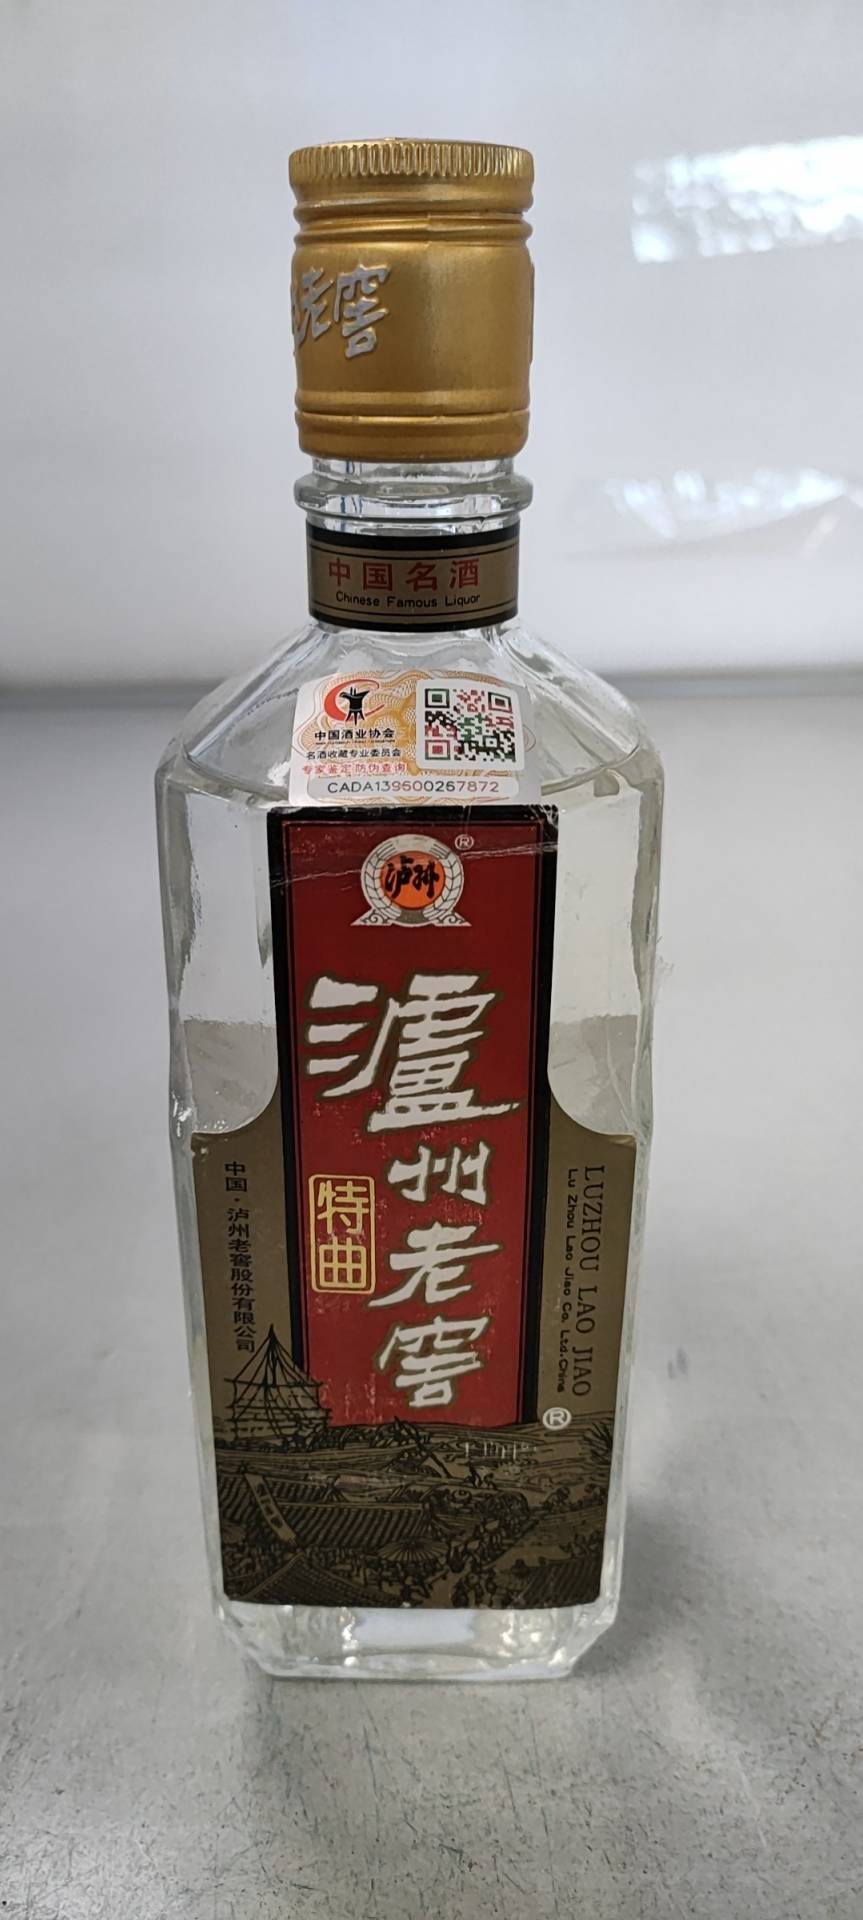 老窖
中国名酒
Chinese Famous Liquor
中国酒业协会
名酒收藏专业委员会
专家鉴定 防伪查询
CADA139600267872
泸州
®
瀘州老窖
特曲
中国·泸州老窖股份有限公司
LUZHOU LAO JIAO
Lu Zhou Lao Jiao Co. Ltd. China
®